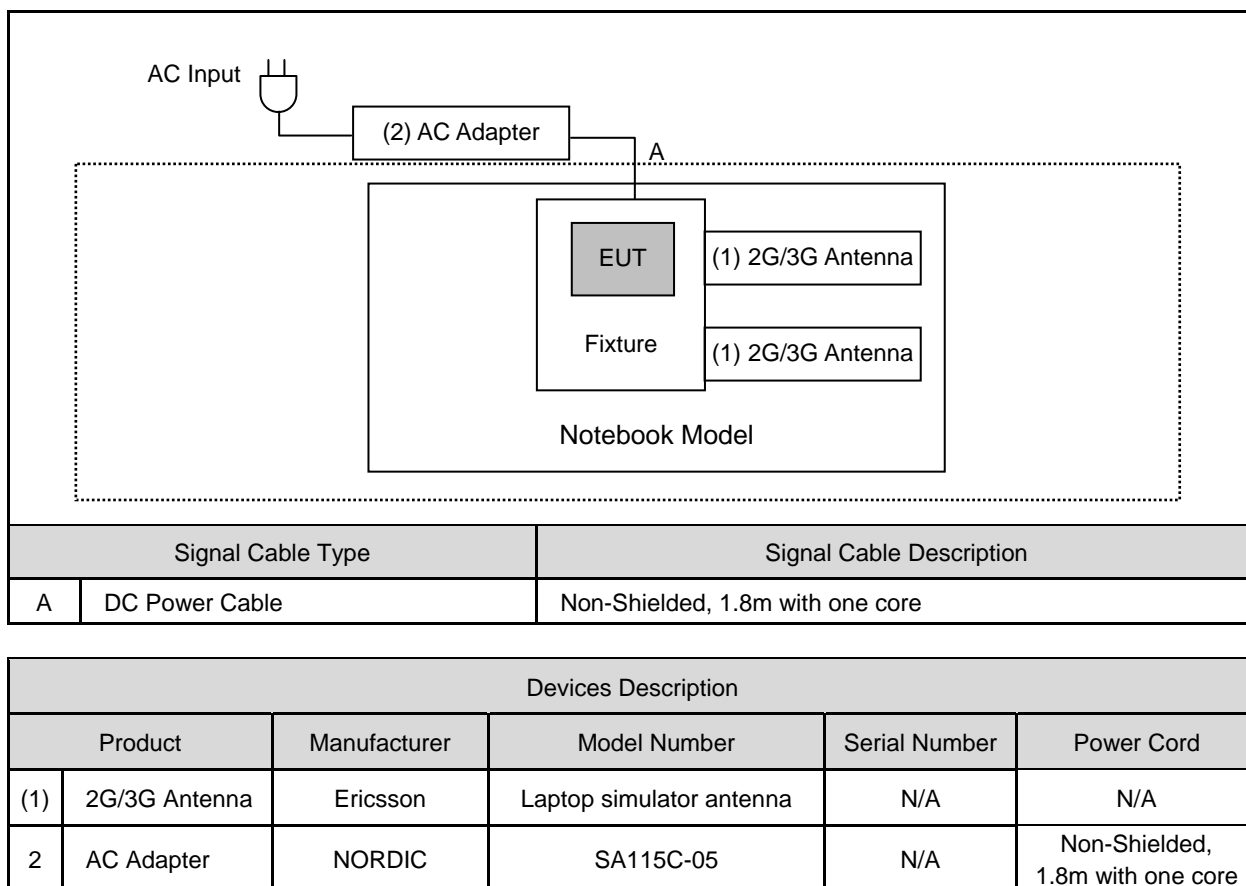 AC Input
(2) AC Adapter
A
EUT
(1) 2G/3G Antenna
Fixture
(1) 2G/3G Antenna
Notebook Model
Signal Cable Type Signal Cable Description
A DC Power Cable Non-Shielded, 1.8m with one core
Devices Description
Product Manufacturer Model Number Serial Number Power Cord
(1) 2G/3G Antenna Ericsson Laptop simulator antenna N/A N/A
2 AC Adapter NORDIC SA115C-05 N/A Non-Shielded,
1.8m with one core